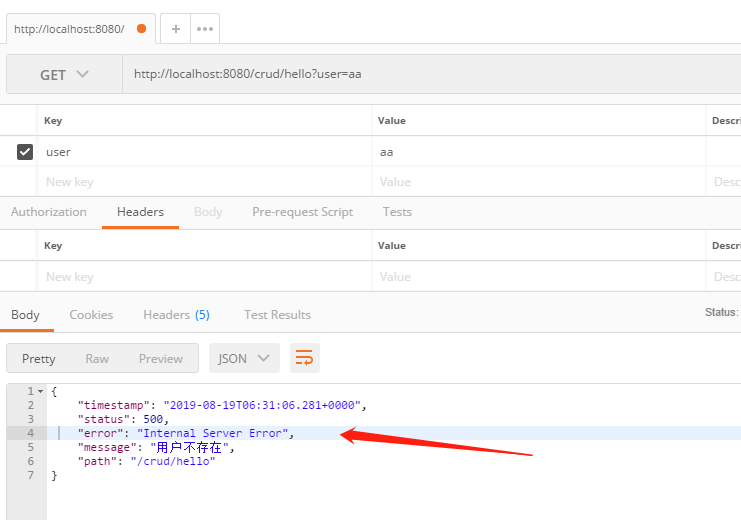 http://localhost:8080/
GET http://localhost:8080/crud/hello?user=aa
Key Value Descri
user aa
New key Value Desc
Authorization Headers Body Pre-request Script Tests
Key Value Descri
New key Value Desc
Body Cookies Headers (5) Test Results Status:
Pretty Raw Preview JSON
1 {
2 "timestamp": "2019-08-19T06:31:06.281+0000",
3 "status": 500,
4 "error": "Internal Server Error",
5 "message": "用户不存在",
6 "path": "/crud/hello"
7 }